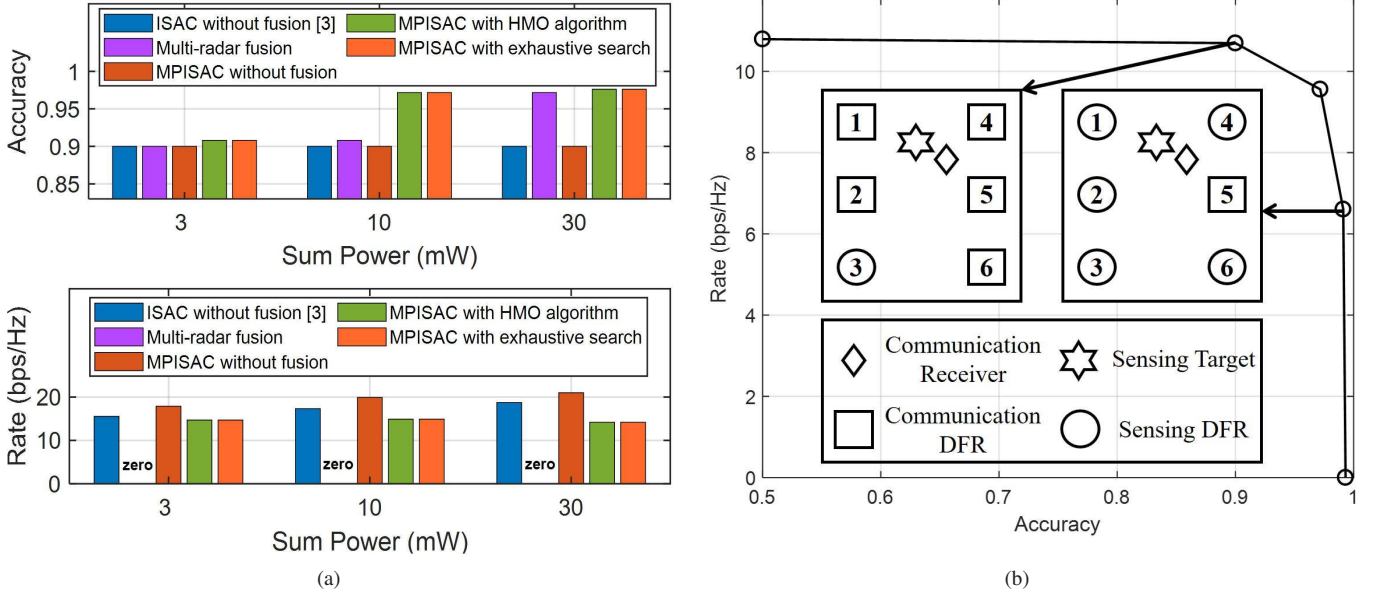 ISAC without fusion [3]
MPISAC with HMO algorithm
Multi-radar fusion
MPISAC with exhaustive search
MPISAC without fusion
Accuracy
1
0.95
0.9
0.85
3
10
30
Sum Power (mW)
ISAC without fusion [3]
MPISAC with HMO algorithm
Multi-radar fusion
MPISAC with exhaustive search
MPISAC without fusion
Rate (bps/Hz)
20
10
0
zero
zero
zero
3
10
30
Sum Power (mW)
(a)
Rate (bps/Hz)
10
8
6
4
2
0
1
4
2
5
3
6
1
4
2
5
3
6
Communication
Receiver
Sensing Target
Communication
DFR
Sensing DFR
0.5
0.6
0.7
0.8
0.9
1
Accuracy
(b)